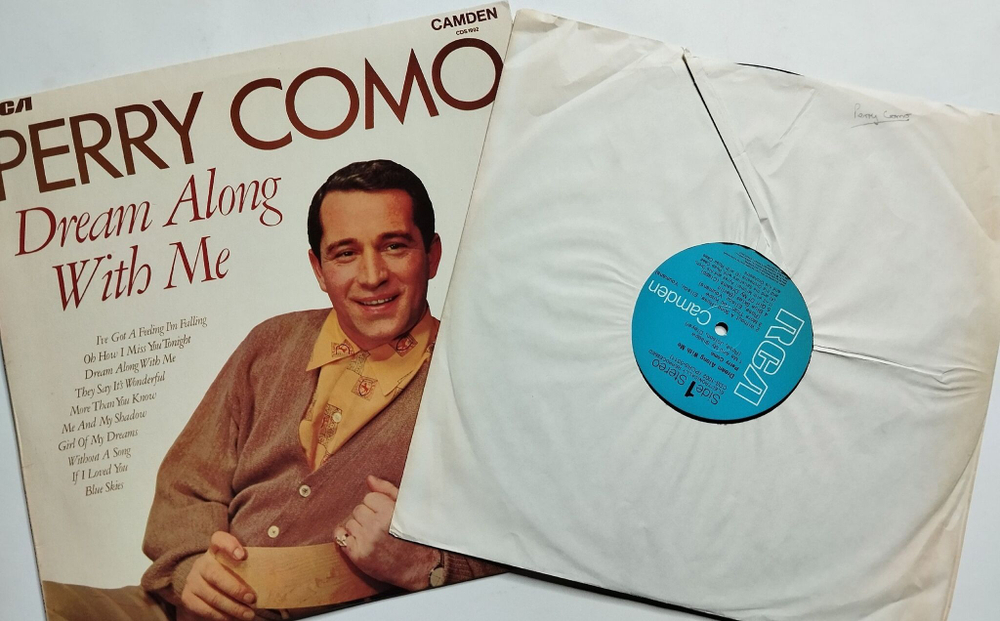 RCA
CAMDEN
CDS 1092
PERRY COMO
Dream Along
With Me
I've Got A Feeling I'm Falling
Oh How I Miss You Tonight
Dream Along With Me
They Say It's Wonderful
More Than You Know
Me And My Shadow
Girl Of My Dreams
Without A Song
If I Loved You
Blue Skies
Perry Como
RCA
Camden
Side 1 Stereo
Dream Along With Me
Perry Como